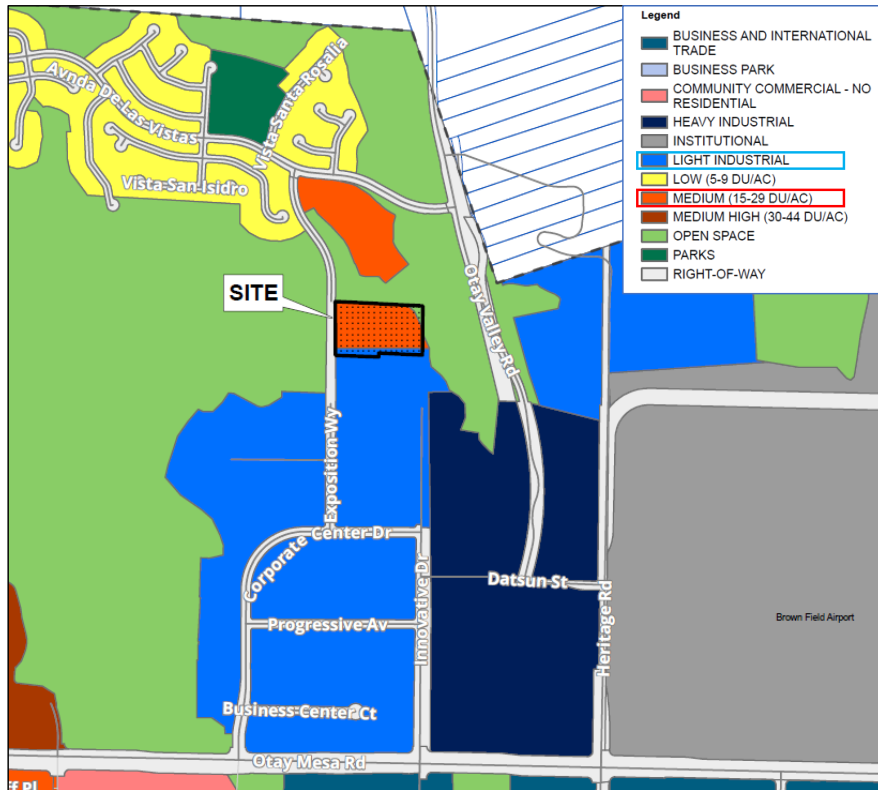 Legend
BUSINESS AND INTERNATIONAL
TRADE
BUSINESS PARK
COMMUNITY COMMERCIAL - NO
RESIDENTIAL
HEAVY INDUSTRIAL
INSTITUTIONAL
LIGHT INDUSTRIAL
LOW (5-9 DU/AC)
MEDIUM (15-29 DU/AC)
MEDIUM HIGH (30-44 DU/AC)
OPEN SPACE
PARKS
RIGHT-OF-WAY
Avnda De Las Vistas
Vista Santa Rosalia
Vista San Isidro
SITE
Otay Valley Rd
Exposition Wy
Corporate Center Dr
Innovative Dr
Datsun St
Heritage Rd
Progressive Av
Brown Field Airport
Business Center Ct
Otay Mesa Rd
Pl